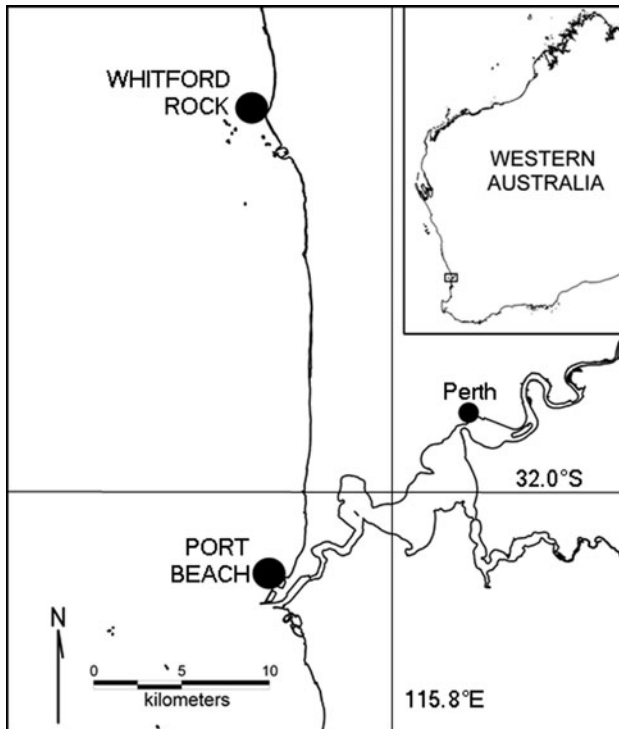 WHITFORD
ROCK
WESTERN
AUSTRALIA
Perth
32.0°S
PORT
BEACH
N
0 5 10
kilometers
115.8°E